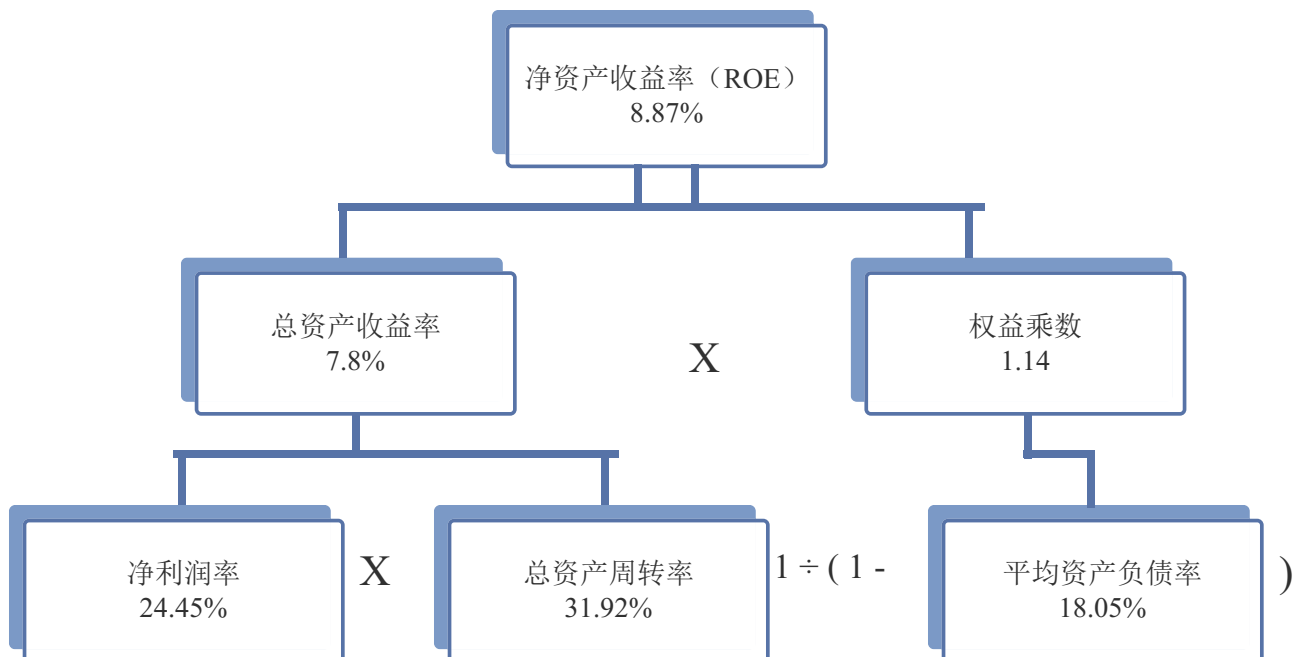 净资产收益率（ROE）
8.87%
总资产收益率
7.8%
X
权益乘数
1.14
净利润率
24.45%
X
总资产周转率
31.92%
1 ÷ ( 1 -
平均资产负债率
18.05%
)